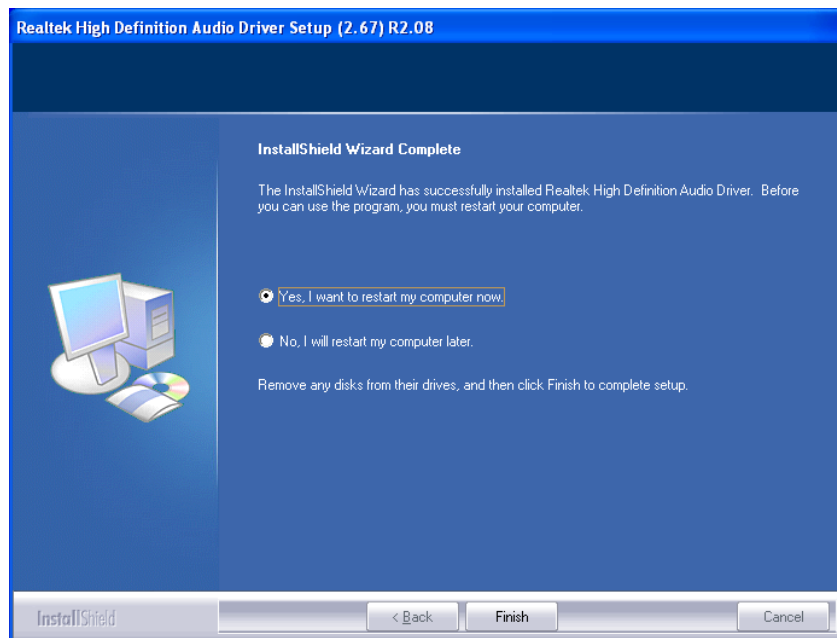 Realtek High Definition Audio Driver Setup (2.67) R2.08
InstallShield Wizard Complete
The InstallShield Wizard has successfully installed Realtek High Definition Audio Driver. Before
you can use the program, you must restart your computer.
Yes, I want to restart my computer now.
No, I will restart my computer later.
Remove any disks from their drives, and then click Finish to complete setup.
InstallShield
< Back
Finish
Cancel